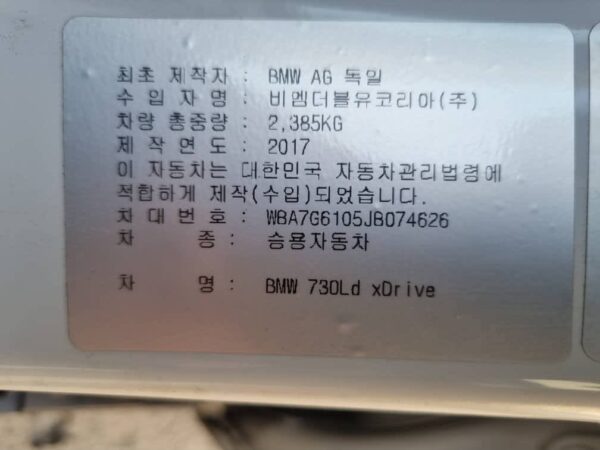 최초 제작자 : BMW AG 독일
수 입 자 명 : 비엠더블유코리아(주)
차량 총중량 : 2,385KG
제 작 연 도 : 2017
이 자동차는 대한민국 자동차관리법령에
적합하게 제작(수입)되었습니다.
차 대 번 호 : WBA7G6105JB074626
차 종 : 승용자동차
차 명 : BMW 730Ld xDrive